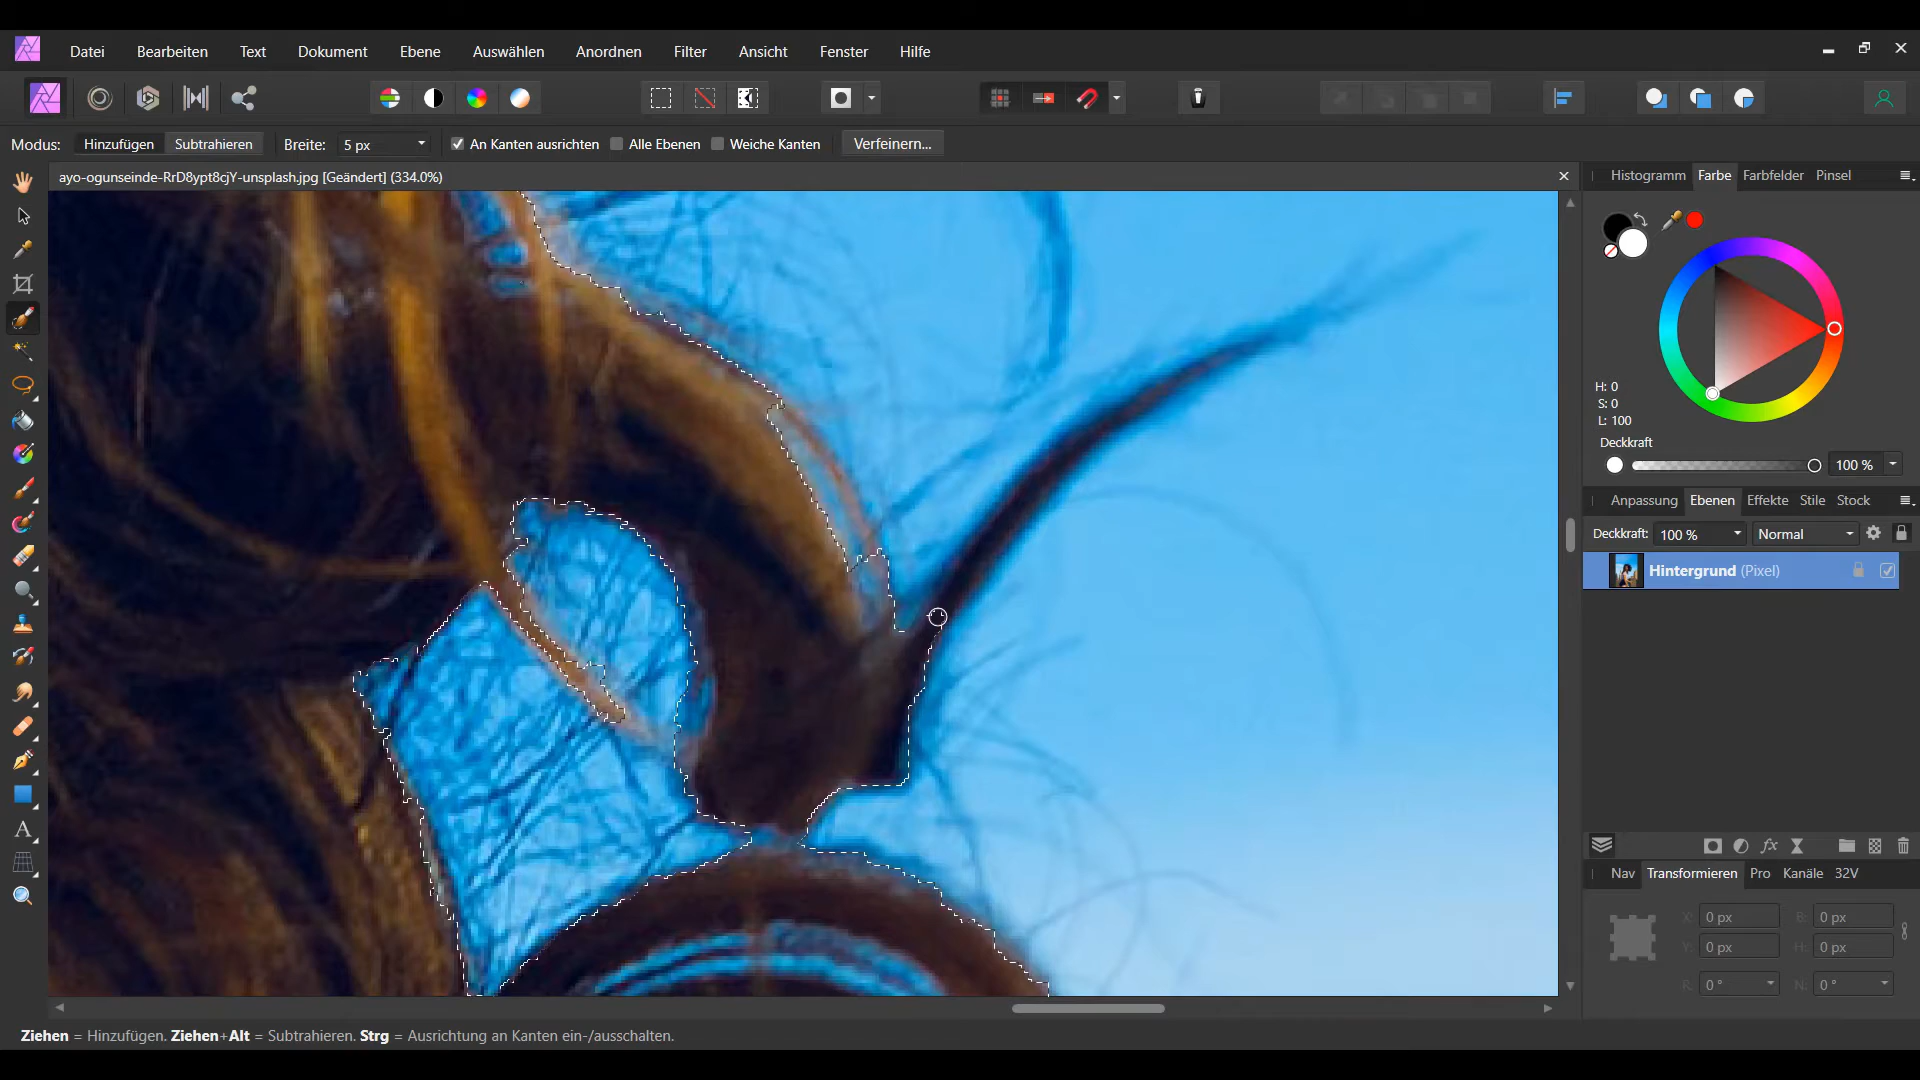 Datei Bearbeiten Text Dokument Ebene Auswählen Anordnen Filter Ansicht Fenster Hilfe
Modus: Hinzufügen Subtrahieren Breite: 5 px An Kanten ausrichten Alle Ebenen Weiche Kanten Verfeinern...
ayo-ogunseinde-RrD8ypt8cjY-unsplash.jpg [Geändert] (334.0%)
Histogramm Farbe Farbfelder Pinsel
H: 0
S: 0
L: 100
Deckkraft
100 %
Anpassung Ebenen Effekte Stile Stock
Deckkraft: 100 % Normal
Hintergrund (Pixel)
fx
Nav Transformieren Pro Kanäle 32V
X: 0 px B: 0 px
Y: 0 px H: 0 px
R: 0 ° N: 0 °
A
Ziehen = Hinzufügen. Ziehen+Alt = Subtrahieren. Strg = Ausrichtung an Kanten ein-/ausschalten.